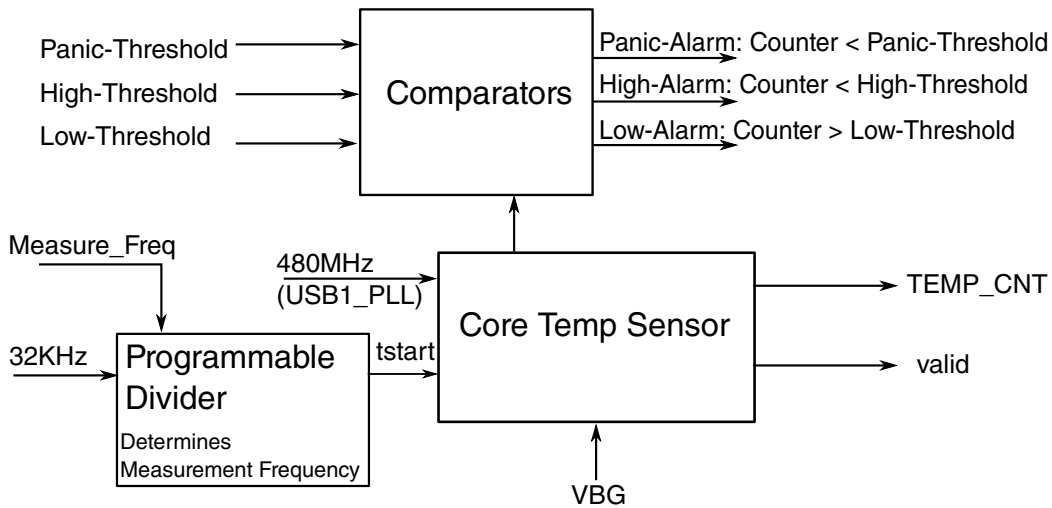 Panic-Threshold
High-Threshold
Low-Threshold
Comparators
Panic-Alarm: Counter < Panic-Threshold
High-Alarm: Counter < High-Threshold
Low-Alarm: Counter > Low-Threshold
Measure_Freq
32KHz
Programmable
Divider
Determines
Measurement Frequency
tstart
480MHz
(USB1_PLL)
Core Temp Sensor
VBG
TEMP_CNT
valid